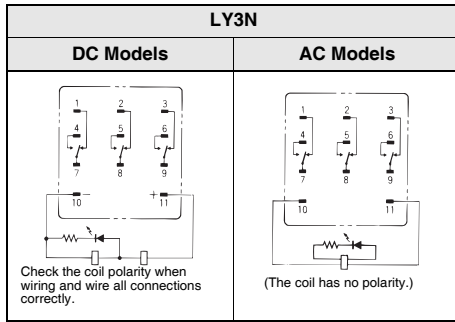 LY3N
DC Models
AC Models
1 2 3
4 5 6
7 8 9
− +
10 11
Check the coil polarity when
wiring and wire all connections
correctly.
1 2 3
4 5 6
7 8 9
10 11
(The coil has no polarity.)